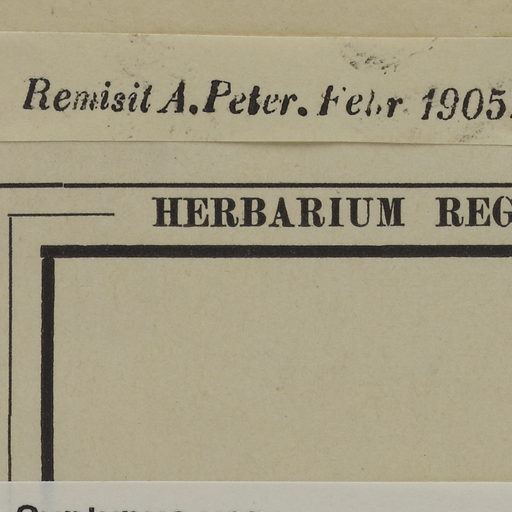 Remisit A. Peter. Febr 1905.
HERBARIUM REG